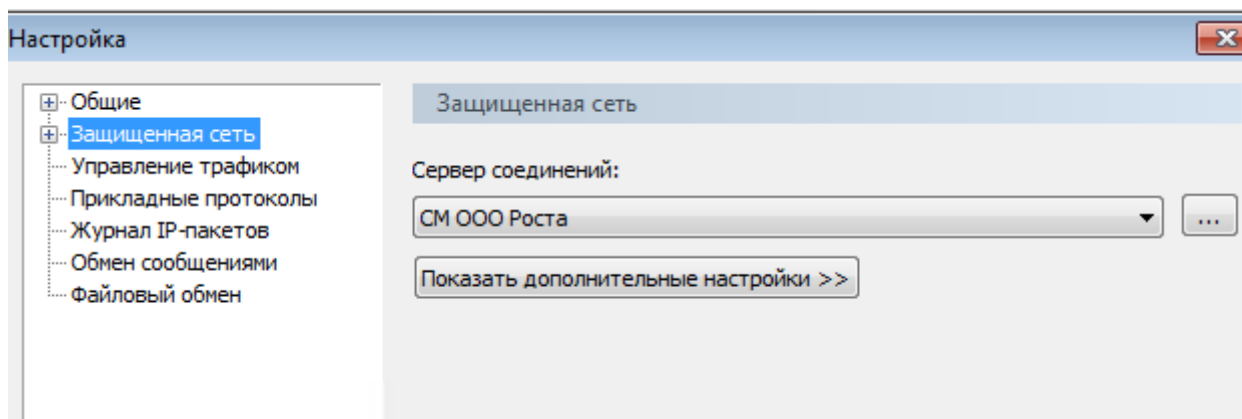 Настройка
Общие
Защищенная сеть
Управление трафиком
Прикладные протоколы
Журнал IP-пакетов
Обмен сообщениями
Файловый обмен
Защищенная сеть
Сервер соединений:
СМ ООО Роста
...
Показать дополнительные настройки >>